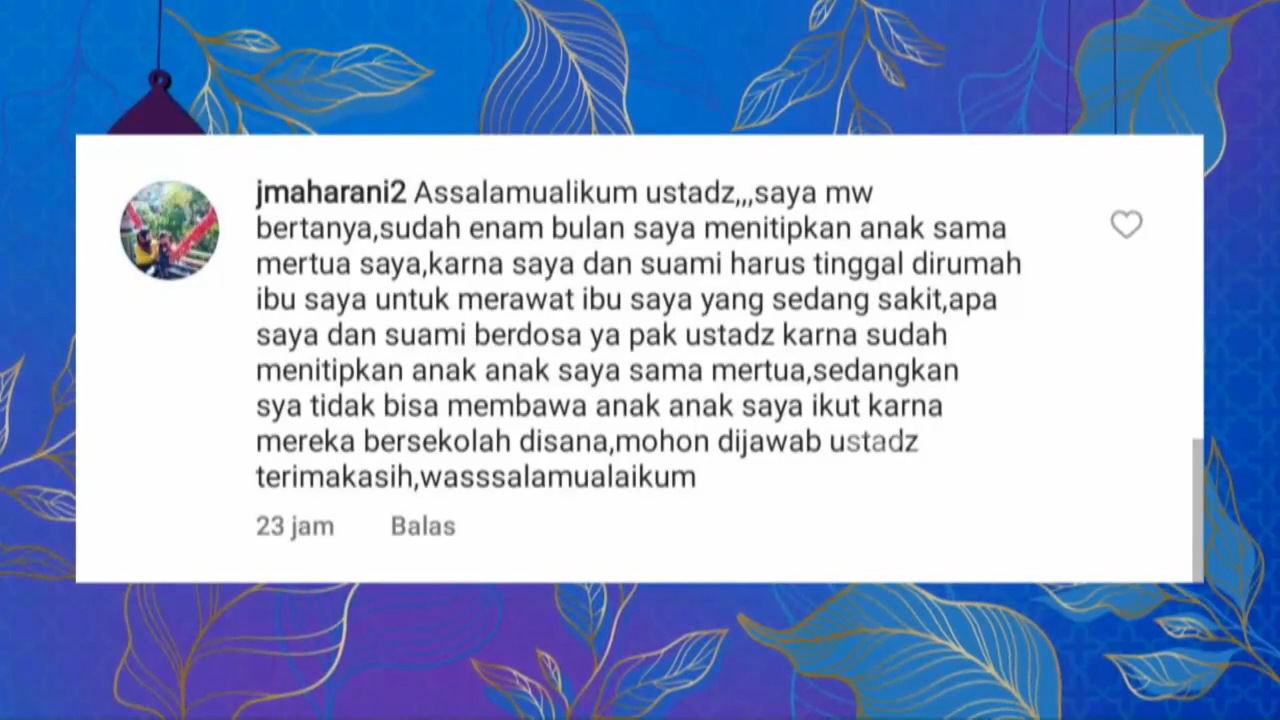 jmaharani2 Assalamualikum ustadz,,,saya mw
bertanya,sudah enam bulan saya menitipkan anak sama
mertua saya,karna saya dan suami harus tinggal dirumah
ibu saya untuk merawat ibu saya yang sedang sakit,apa
saya dan suami berdosa ya pak ustadz karna sudah
menitipkan anak anak saya sama mertua,sedangkan
sya tidak bisa membawa anak anak saya ikut karna
mereka bersekolah disana,mohon dijawab ustadz
terimakasih,wasssalamualaikum
23 jam Balas